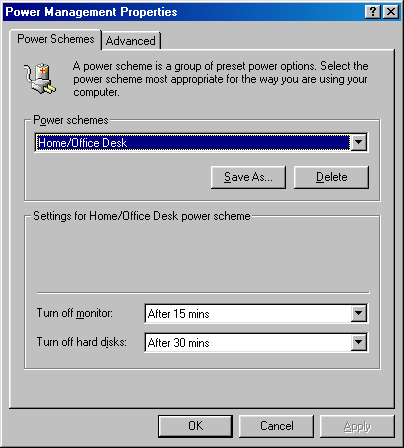 Power Management Properties
Power Schemes
Advanced
A power scheme is a group of preset power options. Select the
power scheme most appropriate for the way you are using your
computer.
Power schemes
Home/Office Desk
Save As...
Delete
Settings for Home/Office Desk power scheme
Turn off monitor:
After 15 mins
Turn off hard disks:
After 30 mins
OK
Cancel
Apply